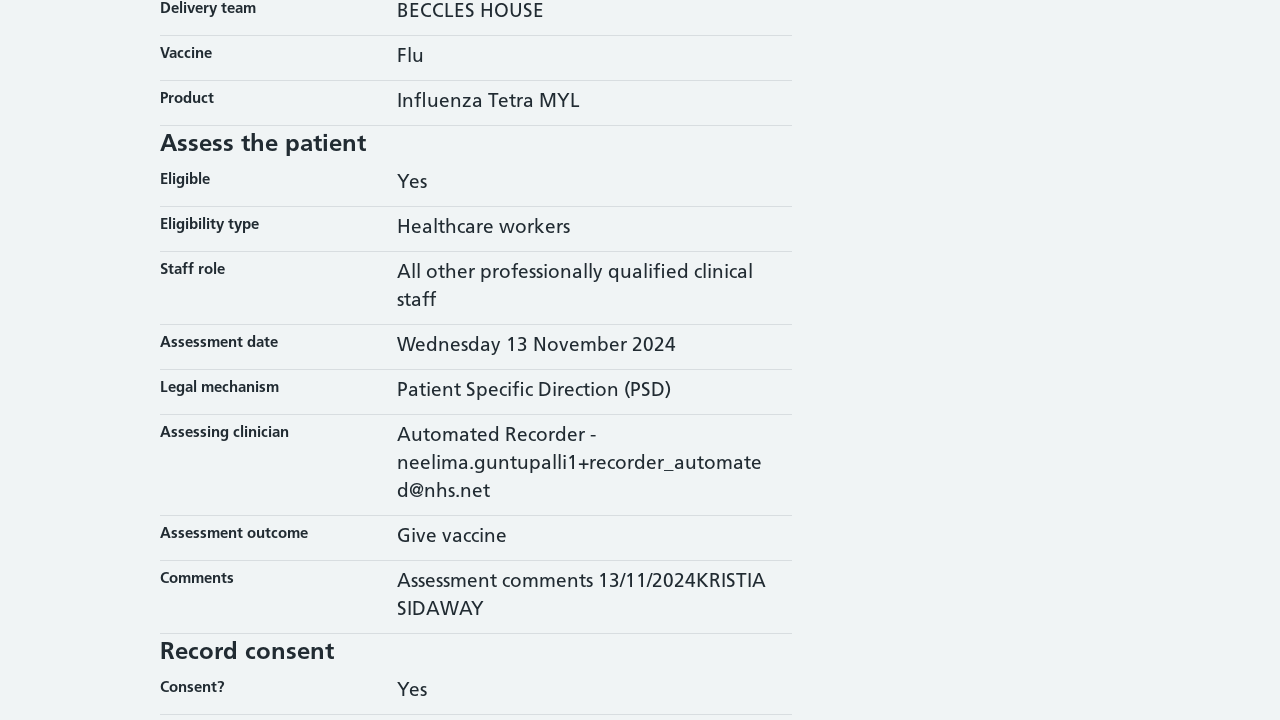 Delivery team BECCLES HOUSE
Vaccine Flu
Product Influenza Tetra MYL
Assess the patient
Eligible Yes
Eligibility type Healthcare workers
Staff role All other professionally qualified clinical
staff
Assessment date Wednesday 13 November 2024
Legal mechanism Patient Specific Direction (PSD)
Assessing clinician Automated Recorder -
neelima.guntupalli1+recorder_automate
d@nhs.net
Assessment outcome Give vaccine
Comments Assessment comments 13/11/2024KRISTIA
SIDAWAY
Record consent
Consent? Yes